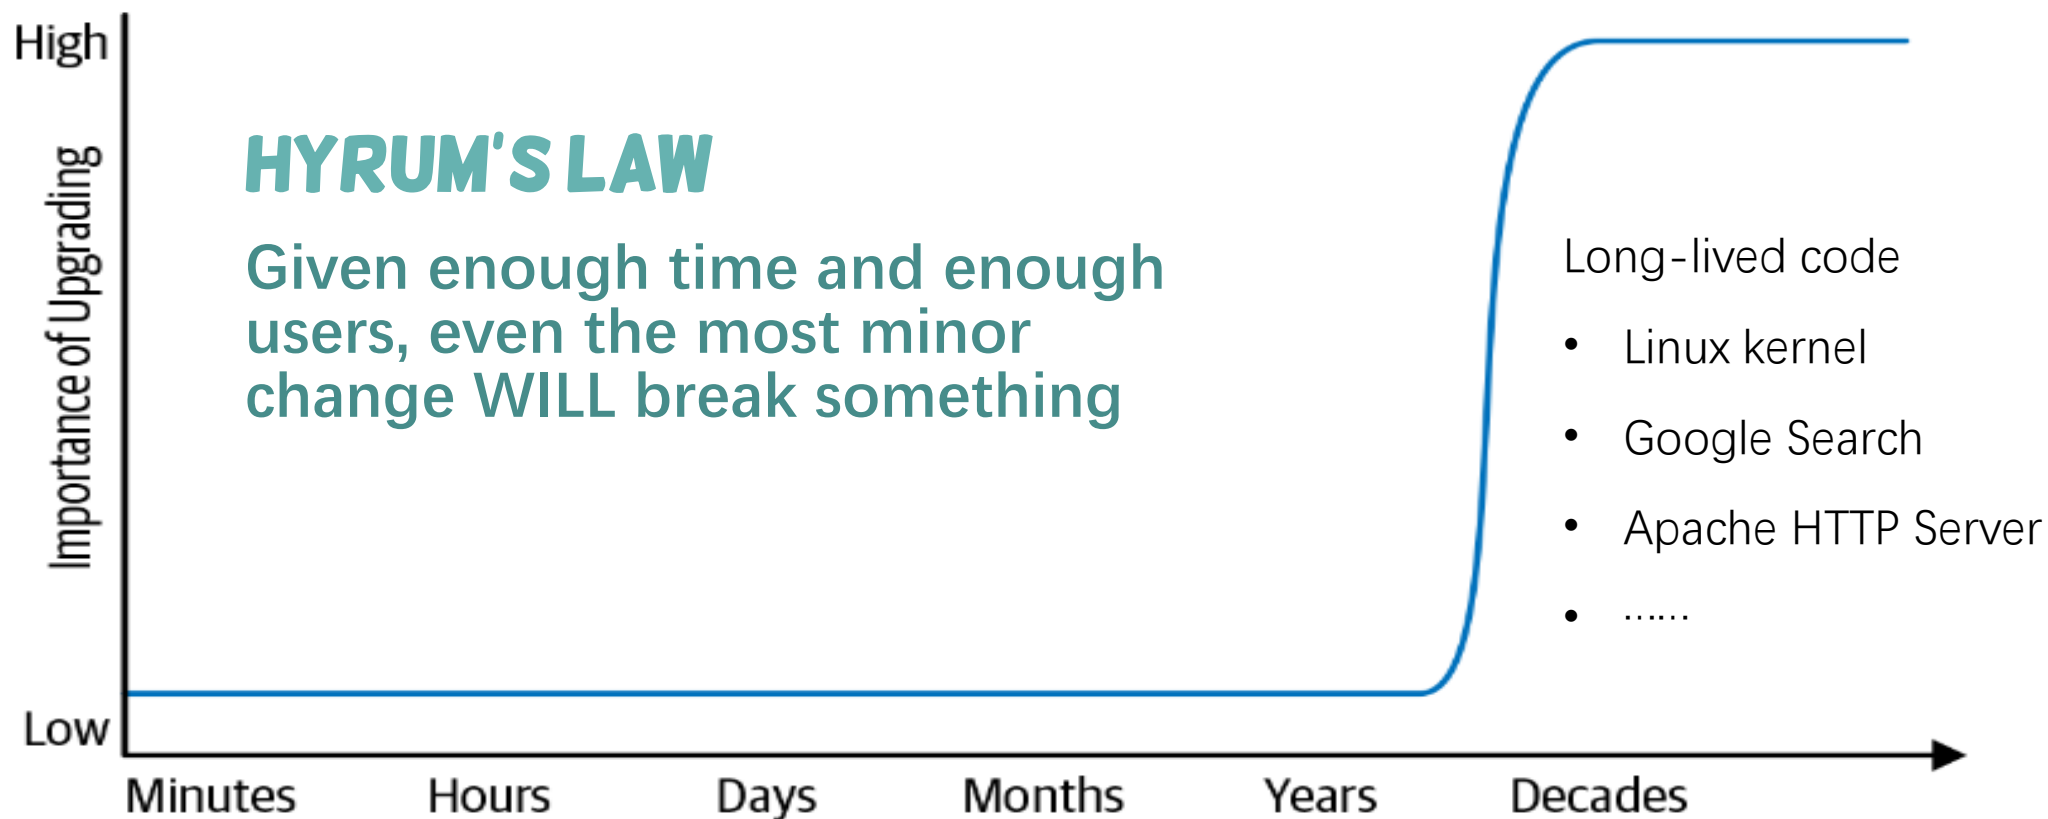 High
Importance of Upgrading
Low
HYRUM'S LAW
Given enough time and enough
users, even the most minor
change WILL break something
Long-lived code
• Linux kernel
• Google Search
• Apache HTTP Server
• ......
Minutes Hours Days Months Years Decades